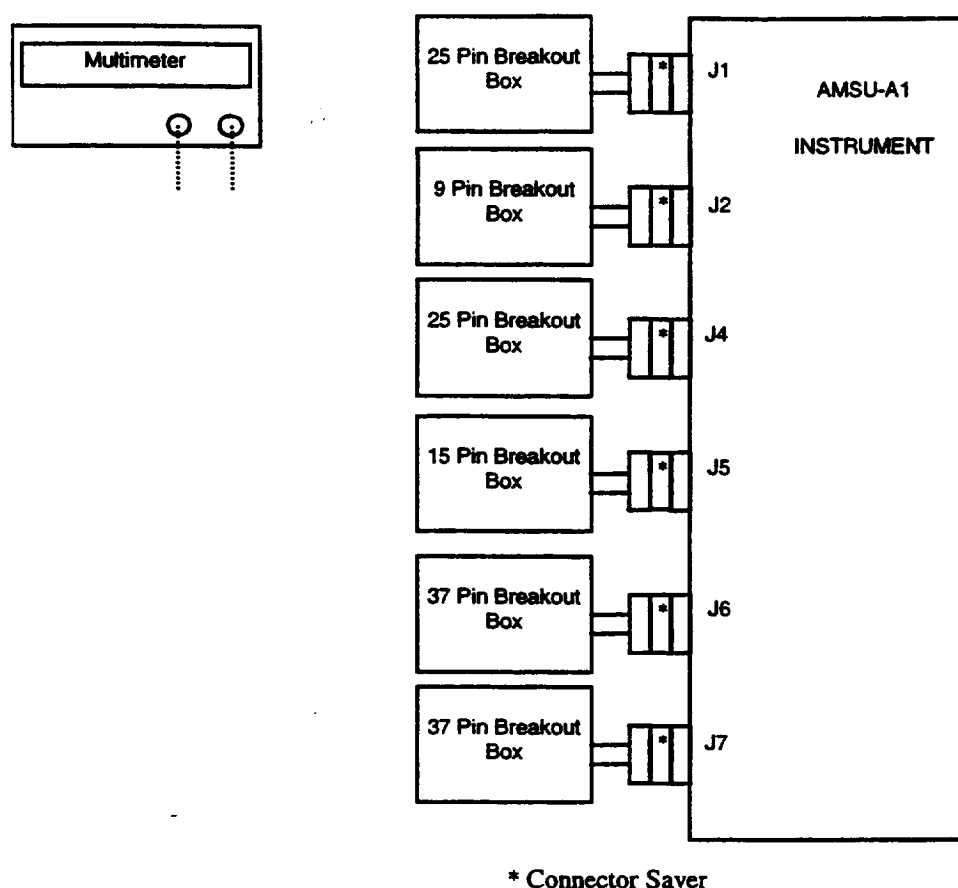 Multimeter
25 Pin Breakout
Box
* J1
AMSU-A1
INSTRUMENT
9 Pin Breakout
Box
* J2
25 Pin Breakout
Box
* J4
15 Pin Breakout
Box
* J5
37 Pin Breakout
Box
* J6
37 Pin Breakout
Box
* J7
* Connector Saver